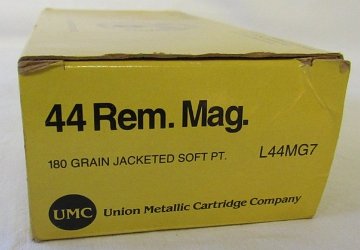 44 Rem. Mag.
180 GRAIN JACKETED SOFT PT. L44MG7
UMC Union Metallic Cartridge Company